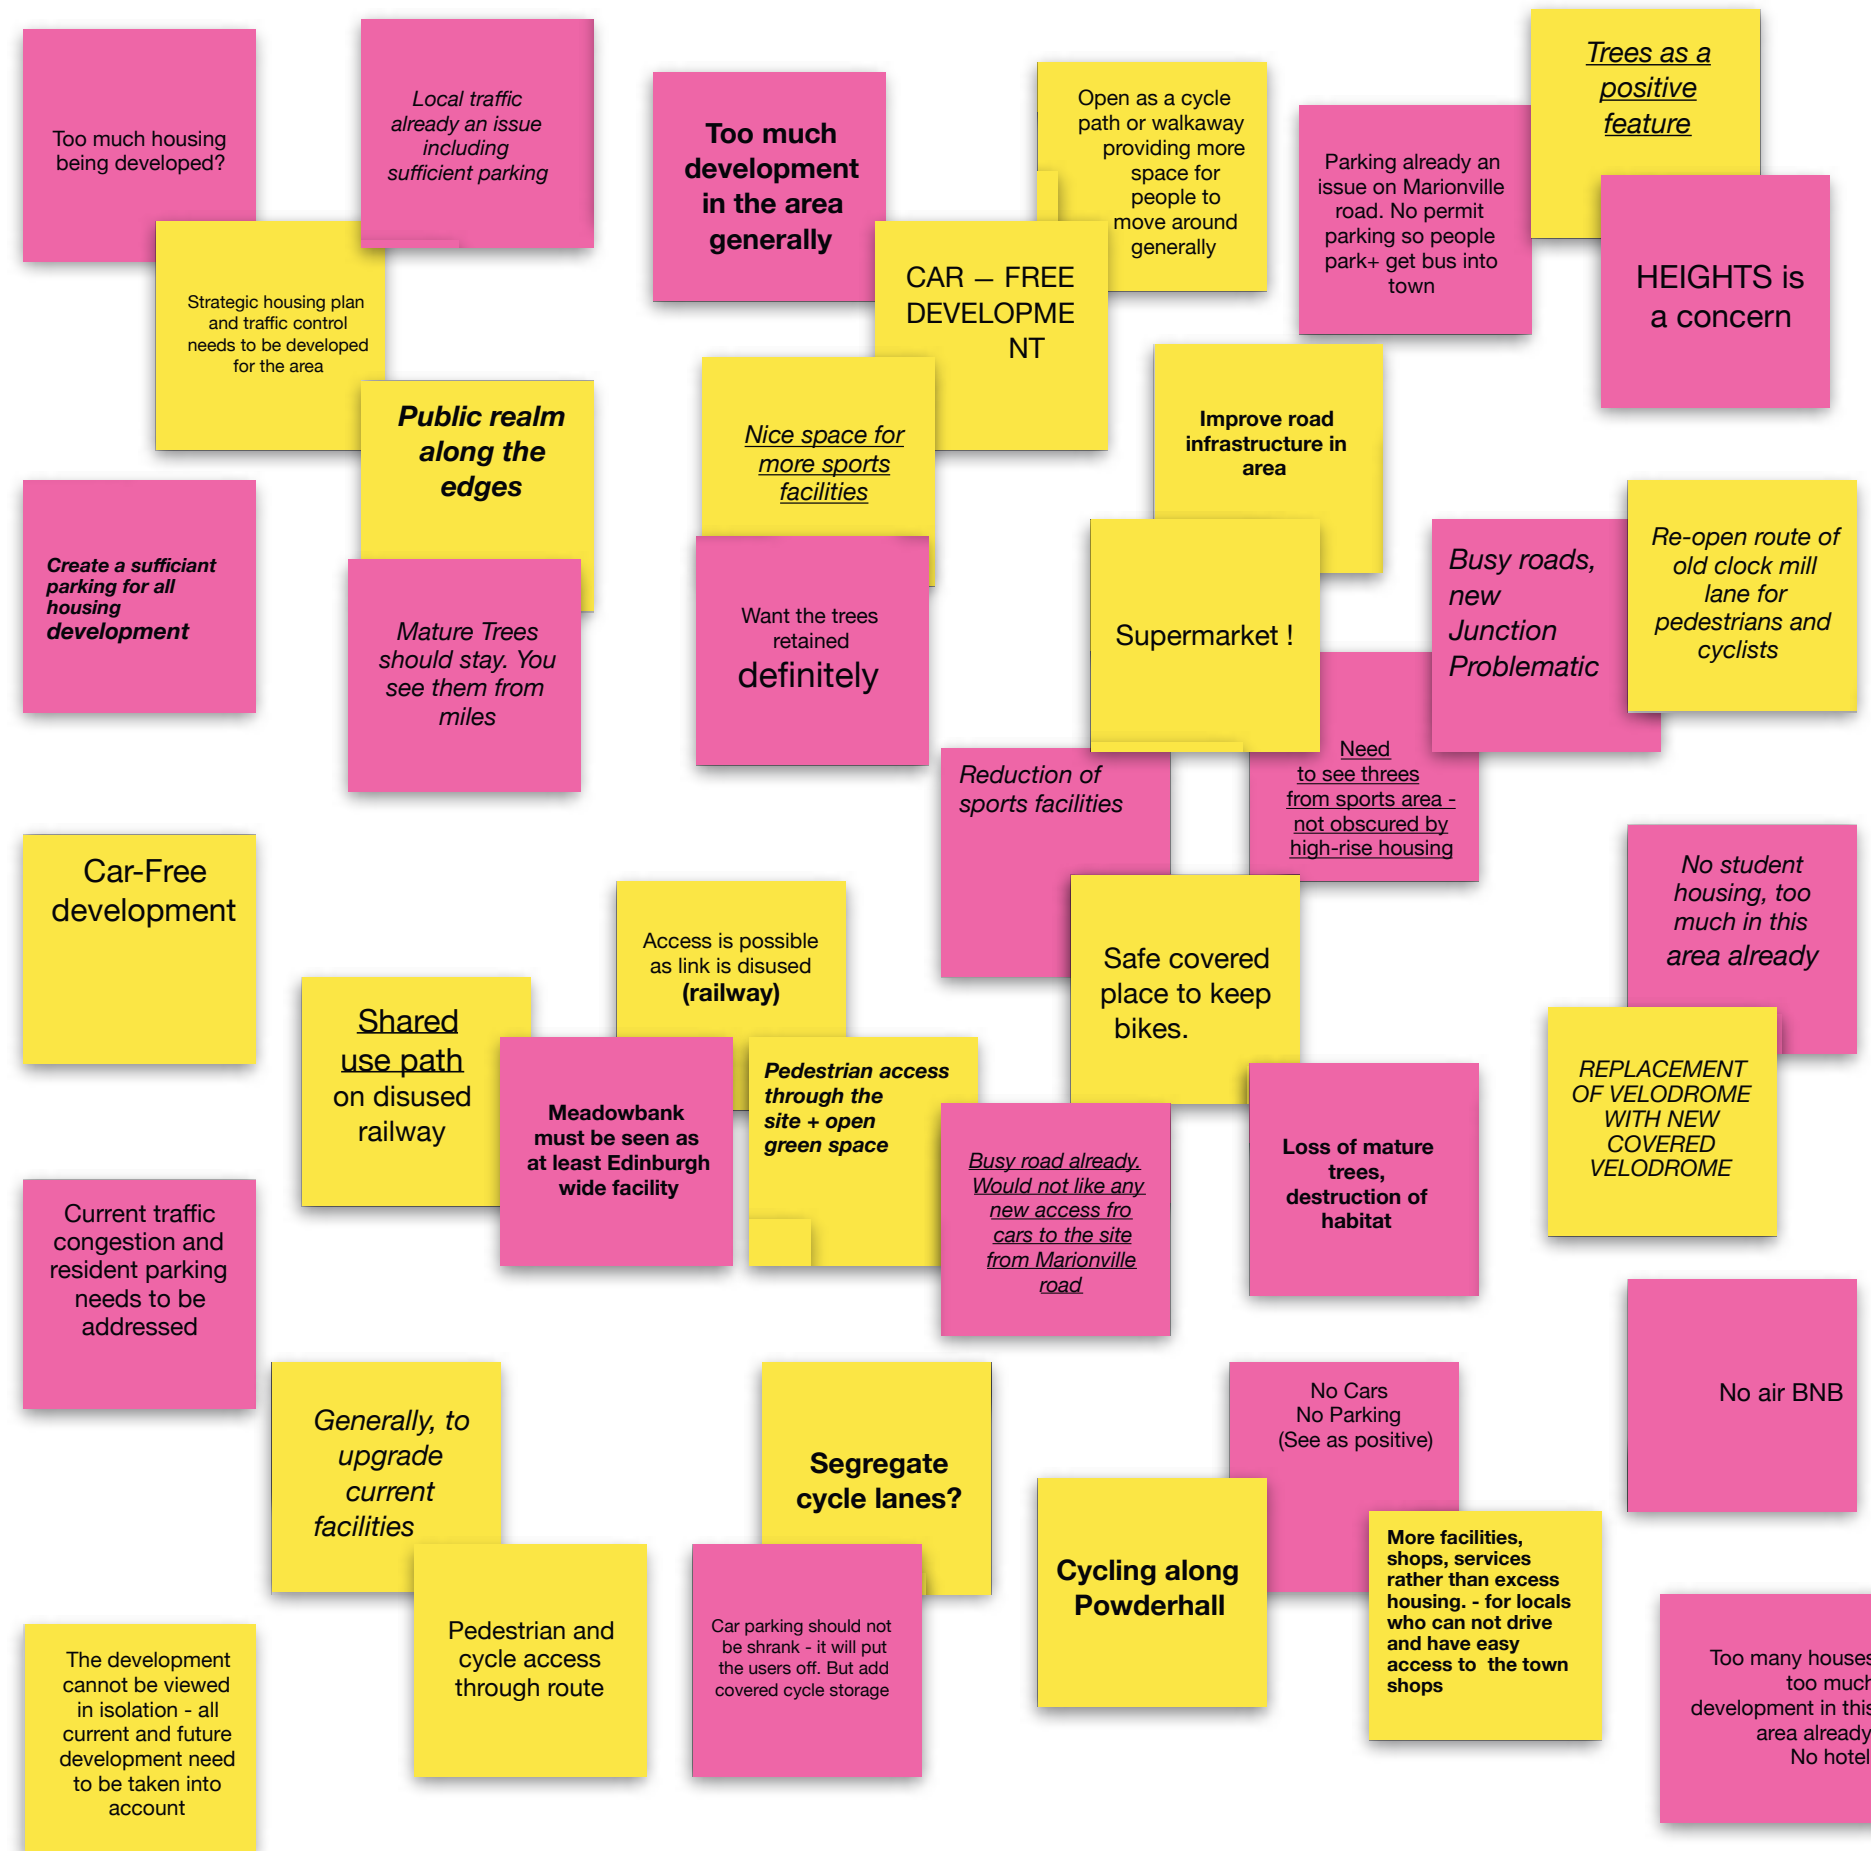 Too much housing
being developed?
Local traffic
already an issue
including
sufficient parking
Too much
development
in the area
generally
Open as a cycle
path or walkaway
providing more
space for
people to
move around
generally
Trees as a
positive
feature
Parking already an
issue on Marionville
road. No permit
parking so people
park+ get bus into
town
HEIGHTS is
a concern
Strategic housing plan
and traffic control
needs to be developed
for the area
CAR – FREE
DEVELOPME
NT
Public realm
along the
edges
Nice space for
more sports
facilities
Improve road
infrastructure in
area
Create a sufficiant
parking for all
housing
development
Mature Trees
should stay. You
see them from
miles
Want the trees
retained
definitely
Supermarket !
Busy roads,
new
Junction
Problematic
Re-open route of
old clock mill
lane for
pedestrians and
cyclists
Reduction of
sports facilities
Need
to see threes
from sports area -
not obscured by
high-rise housing
Car-Free
development
No student
housing, too
much in this
area already
Access is possible
as link is disused
(railway)
Safe covered
place to keep
bikes.
Shared
use path
on disused
railway
Meadowbank
must be seen as
at least Edinburgh
wide facility
Pedestrian access
through the
site + open
green space
Busy road already.
Would not like any
new access fro
cars to the site
from Marionville
road
Loss of mature
trees,
destruction of
habitat
REPLACEMENT
OF VELODROME
WITH NEW
COVERED
VELODROME
Current traffic
congestion and
resident parking
needs to be
addressed
Generally, to
upgrade
current
facilities
Segregate
cycle lanes?
No Cars
No Parking
(See as positive)
No air BNB
Cycling along
Powderhall
More facilities,
shops, services
rather than excess
housing. - for locals
who can not drive
and have easy
access to the town
shops
Pedestrian and
cycle access
through route
Car parking should not
be shrank - it will put
the users off. But add
covered cycle storage
The development
cannot be viewed
in isolation - all
current and future
development need
to be taken into
account
Too many houses
too much
development in this
area already
No hotel